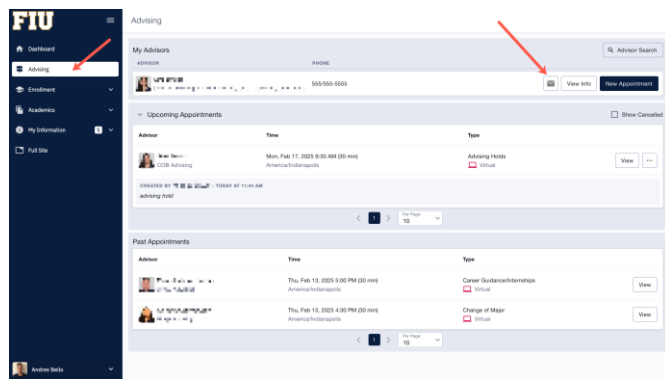 FIU
Advising
Dashboard
Advising
Enrollment
Academics
My Information
Full Site
Andres Bello
My Advisors
Advisor Search
ADVISOR PHONE
555/555-5555
View Info
New Appointment
Upcoming Appointments
Show Canceled
Advisor Time Type
Mon, Feb 17, 2025 9:30 AM (30 min) Advising Holds
COB Advising America/Indianapolis Virtual
View
CREATED BY - TODAY AT 11:44 AM
advising hold
1
Per Page
10
Past Appointments
Advisor Time Type
Thu, Feb 13, 2025 5:00 PM (30 min) Career Guidance/Internships
America/Indianapolis Virtual
View
Thu, Feb 13, 2025 4:30 PM (30 min) Change of Major
America/Indianapolis Virtual
View
1
Per Page
10